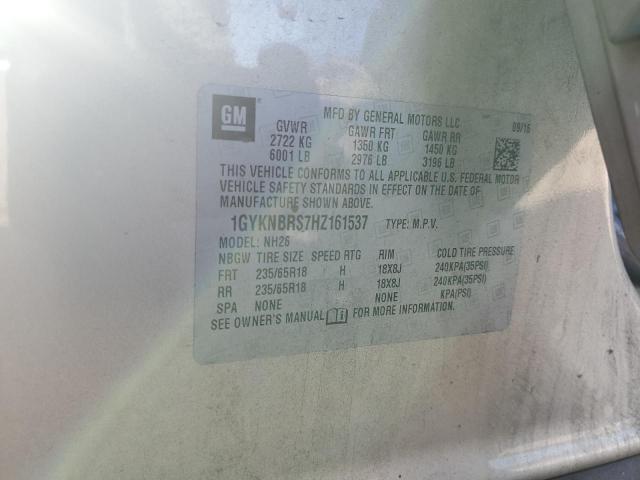 GM
MFD BY GENERAL MOTORS LLC
GVWR GAWR FRT GAWR RR 09/16
2722 KG 1350 KG 1450 KG
6001 LB 2976 LB 3196 LB
THIS VEHICLE CONFORMS TO ALL APPLICABLE U.S. FEDERAL MOTOR
VEHICLE SAFETY STANDARDS IN EFFECT ON THE DATE OF
MANUFACTURE SHOWN ABOVE.
1GYKNBRS7HZ161537 TYPE: M.P.V.
MODEL: NH26
NBGW TIRE SIZE SPEED RTG RIM COLD TIRE PRESSURE
FRT 235/65R18 H 18X8J 240KPA(35PSI)
RR 235/65R18 H 18X8J 240KPA(35PSI)
SPA NONE NONE KPA(PSI)
SEE OWNER'S MANUAL FOR MORE INFORMATION.